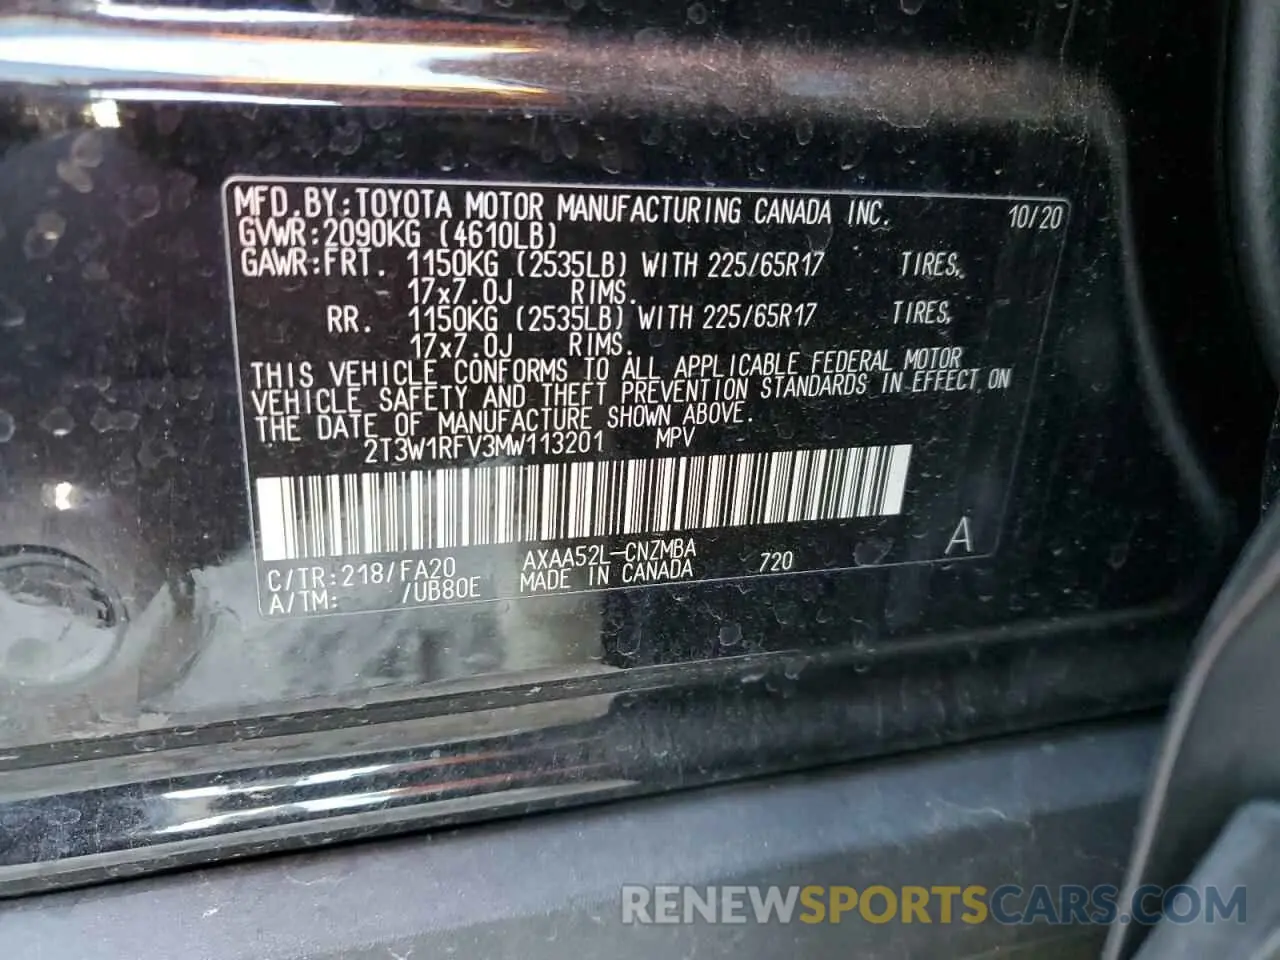 MFD.BY:TOYOTA MOTOR MANUFACTURING CANADA INC. 10/20
GVWR:2090KG (4610LB)
GAWR:FRT. 1150KG (2535LB) WITH 225/65R17 TIRES,
17x7.0J RIMS.
RR. 1150KG (2535LB) WITH 225/65R17 TIRES,
17x7.0J RIMS.
THIS VEHICLE CONFORMS TO ALL APPLICABLE FEDERAL MOTOR
VEHICLE SAFETY AND THEFT PREVENTION STANDARDS IN EFFECT ON
THE DATE OF MANUFACTURE SHOWN ABOVE.
2T3W1RFV3MW113201 MPV
C/TR:218/FA20 AXAA52L-CNZMBA 720 A
A/TM: /UB80E MADE IN CANADA
RENEWSPORTSCARS.COM